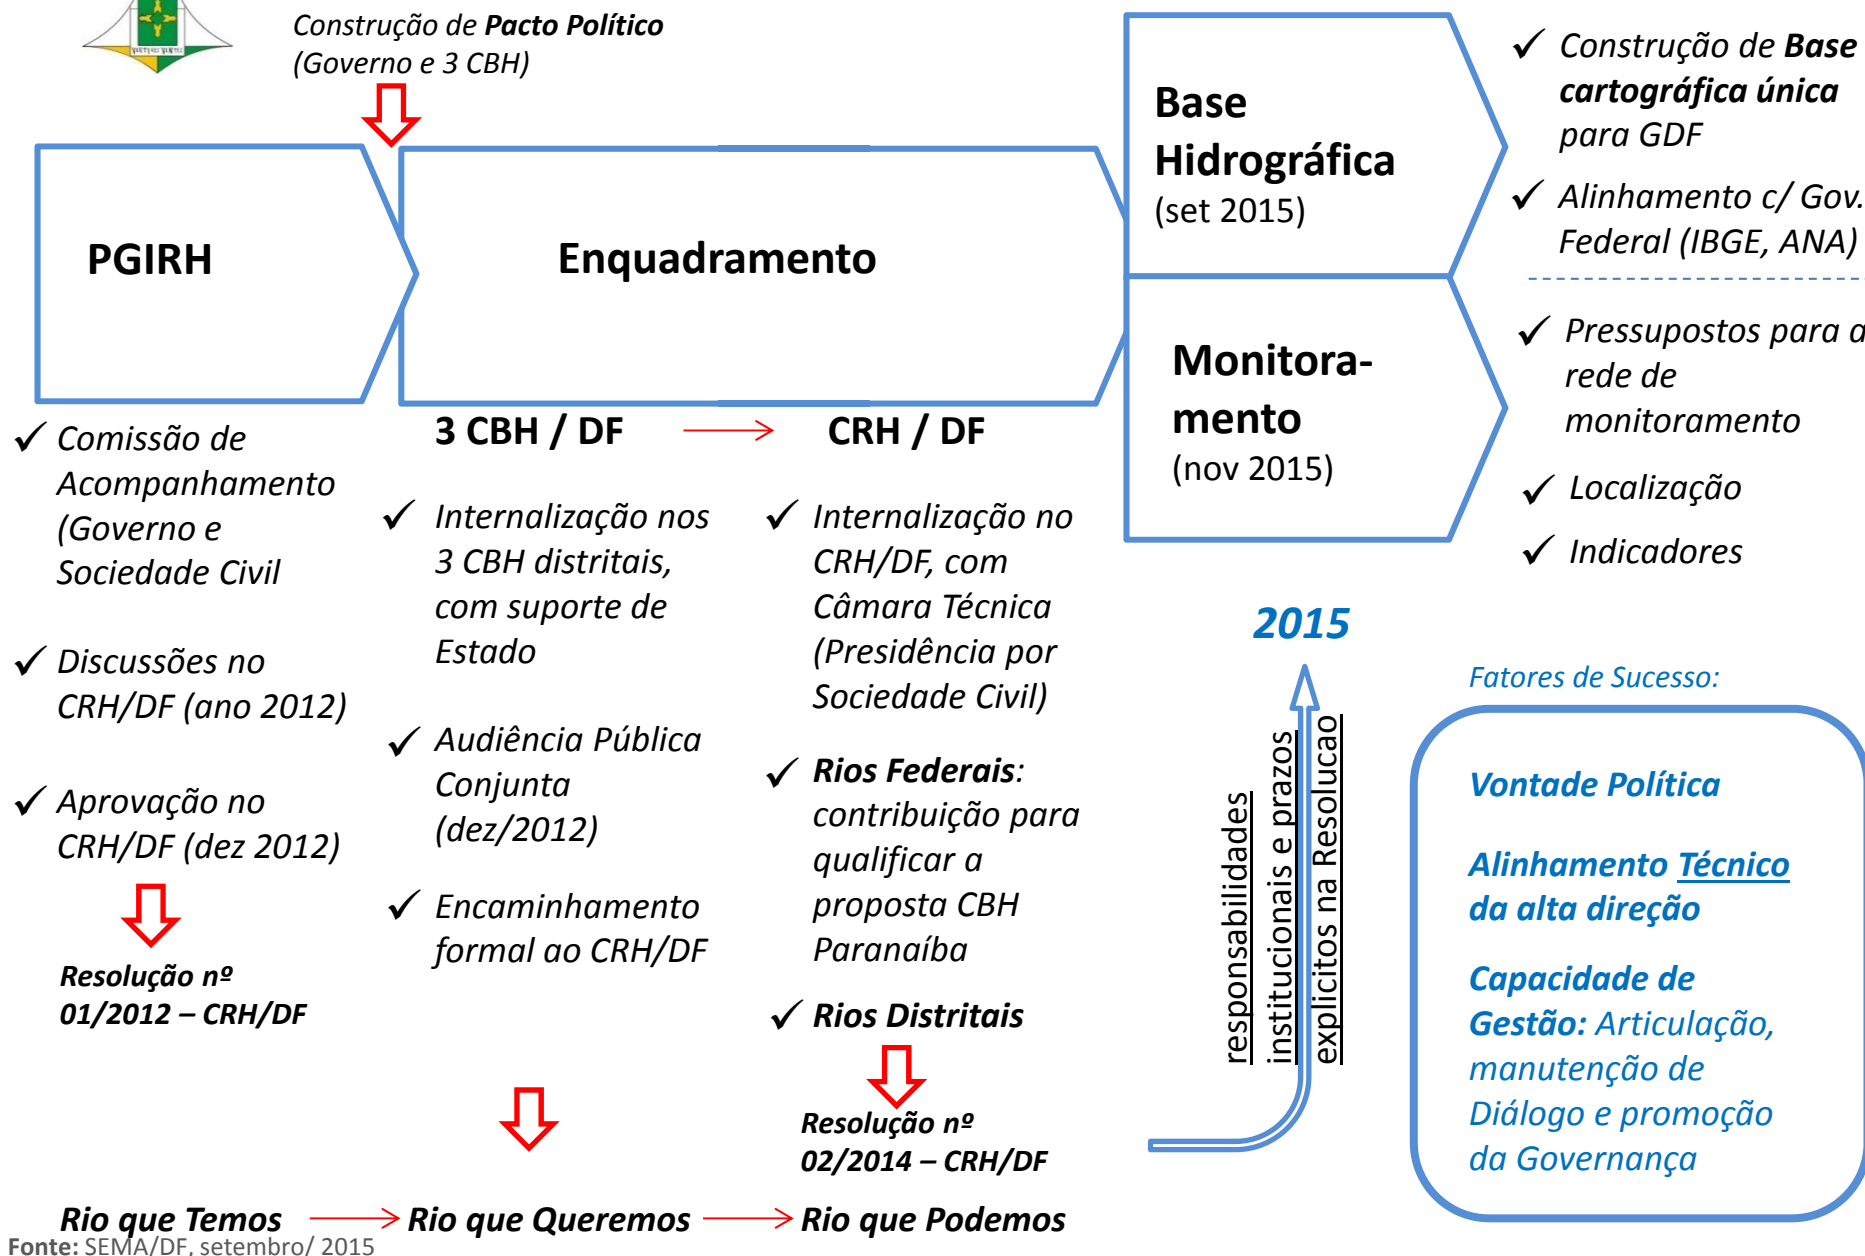 Construção de Pacto Político
(Governo e 3 CBH)
PGIRH
Enquadramento
Base
Hidrográfica
(set 2015)
Monitora-
mento
(nov 2015)
✓ Construção de Base
cartográfica única
para GDF
✓ Alinhamento c/ Gov.
Federal (IBGE, ANA)
✓ Pressupostos para a
rede de
monitoramento
✓ Localização
✓ Indicadores
✓ Comissão de
Acompanhamento
(Governo e
Sociedade Civil
✓ Discussões no
CRH/DF (ano 2012)
✓ Aprovação no
CRH/DF (dez 2012)
Resolução nº
01/2012 – CRH/DF
3 CBH / DF
✓ Internalização nos
3 CBH distritais,
com suporte de
Estado
✓ Audiência Pública
Conjunta
(dez/2012)
✓ Encaminhamento
formal ao CRH/DF
CRH / DF
✓ Internalização no
CRH/DF, com
Câmara Técnica
(Presidência por
Sociedade Civil)
✓ Rios Federais:
contribuição para
qualificar a
proposta CBH
Paranaíba
✓ Rios Distritais
Resolução nº
02/2014 – CRH/DF
2015
responsabilidades
institucionais e prazos
explicitos na Resolucao
Fatores de Sucesso:
Vontade Política
Alinhamento Técnico
da alta direção
Capacidade de
Gestão: Articulação,
manutenção de
Diálogo e promoção
da Governança
Rio que Temos
Rio que Queremos
Rio que Podemos
Fonte: SEMA/DF, setembro/ 2015